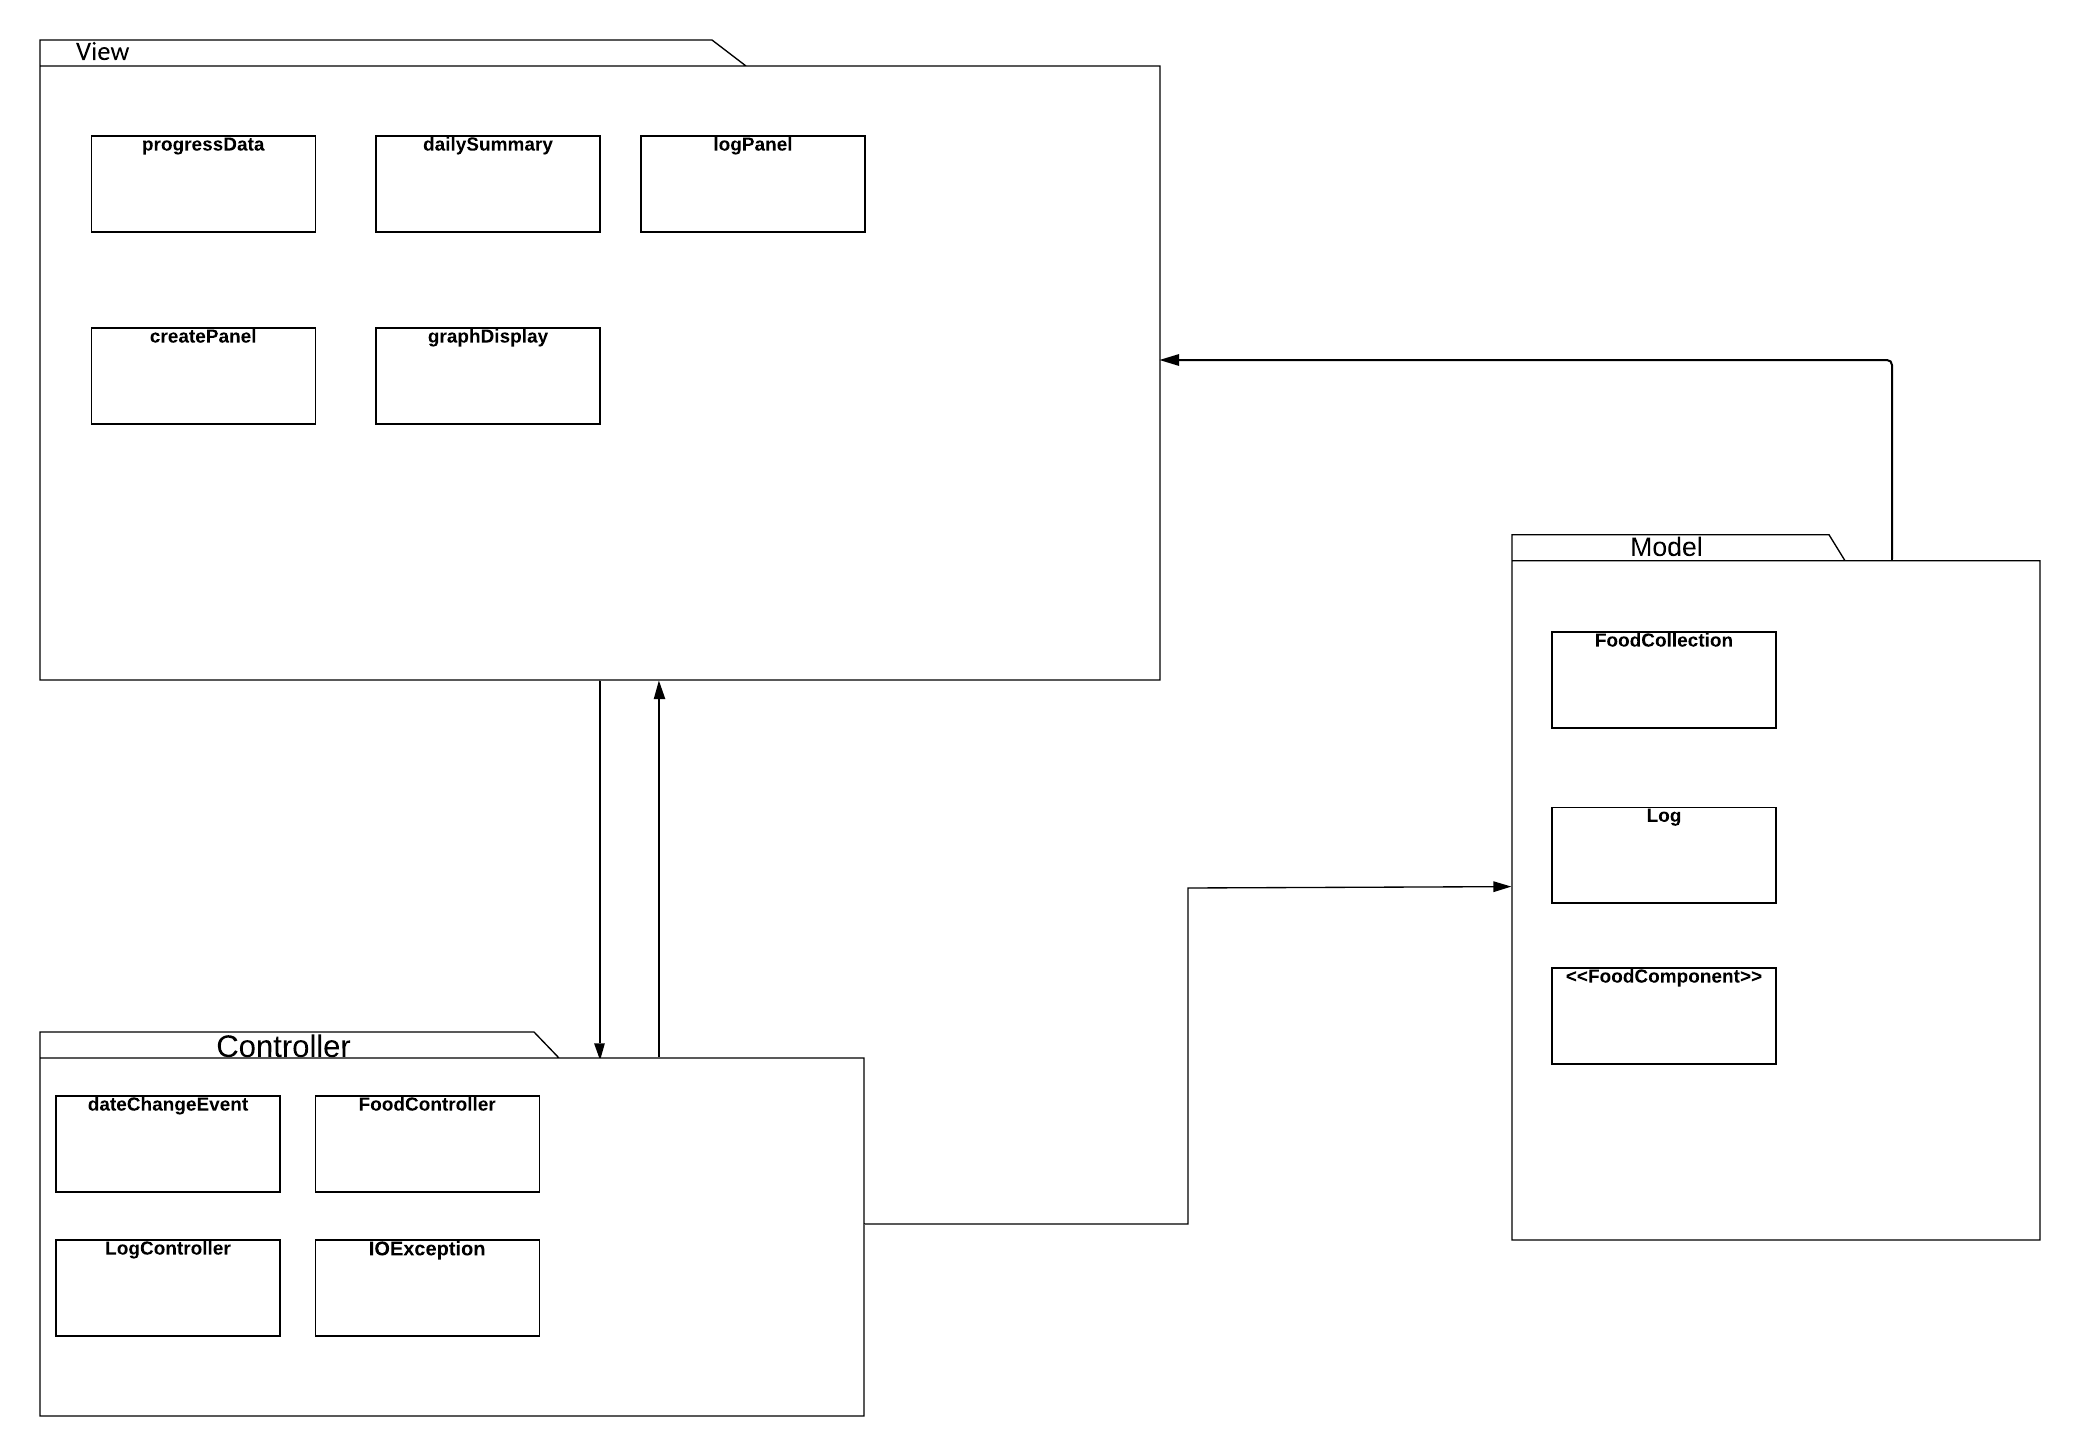 View
progressData
dailySummary
logPanel
createPanel
graphDisplay
Model
FoodCollection
Log
<<FoodComponent>>
Controller
dateChangeEvent
FoodController
LogController
IOException